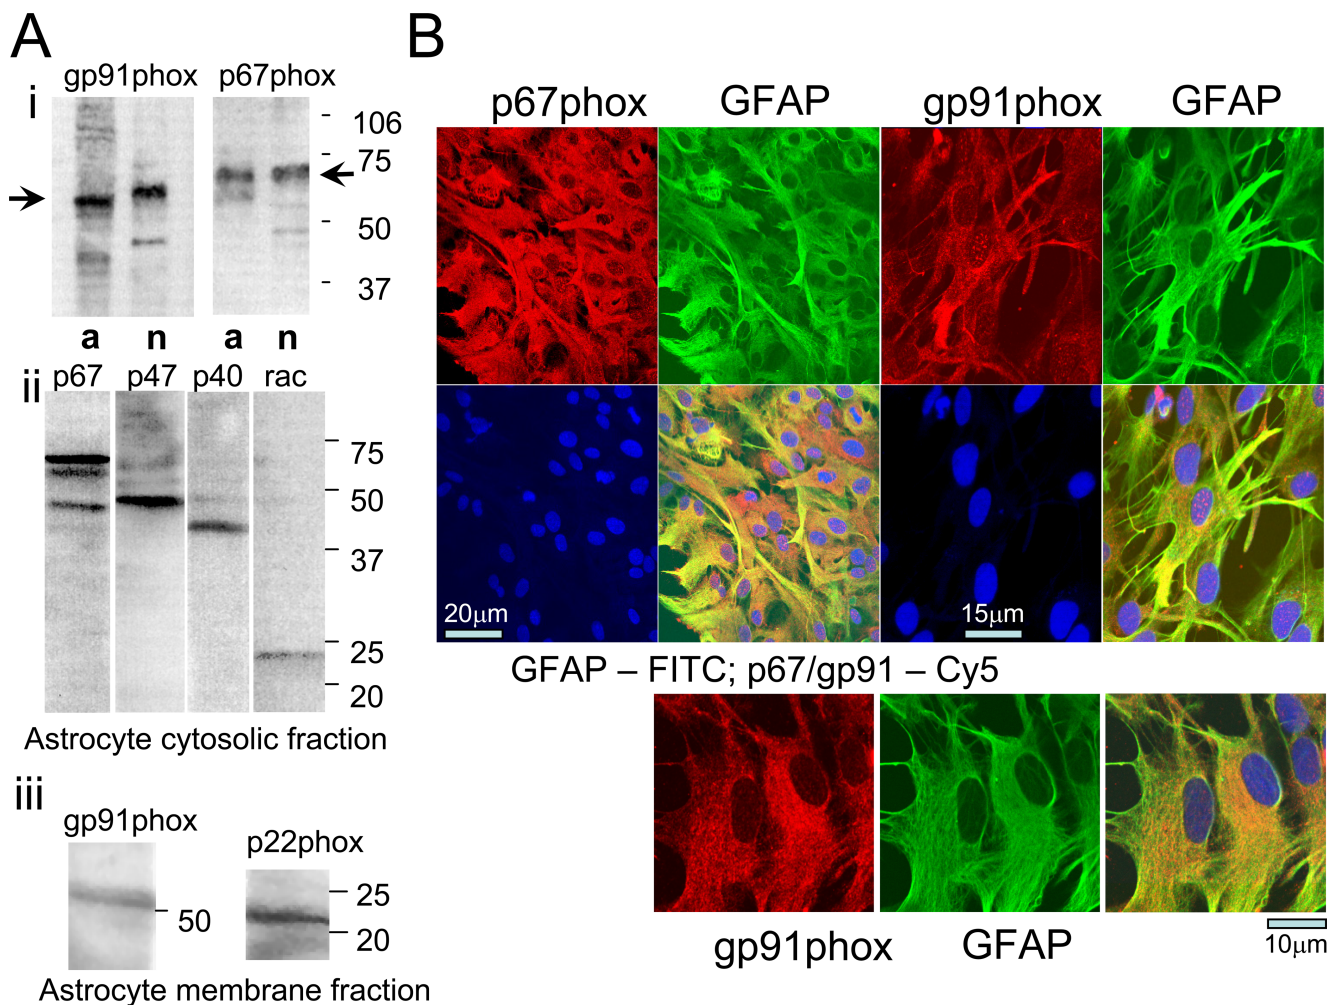 A
B
gp91phox
p67phox
i
106
75
50
37
a
n
a
n
ii
p67
p47
p40
rac
75
50
37
25
20
Astrocyte cytosolic fraction
iii
gp91phox
p22phox
50
25
20
Astrocyte membrane fraction
p67phox
GFAP
gp91phox
GFAP
20μm
15μm
GFAP – FITC; p67/gp91 – Cy5
gp91phox
GFAP
10μm